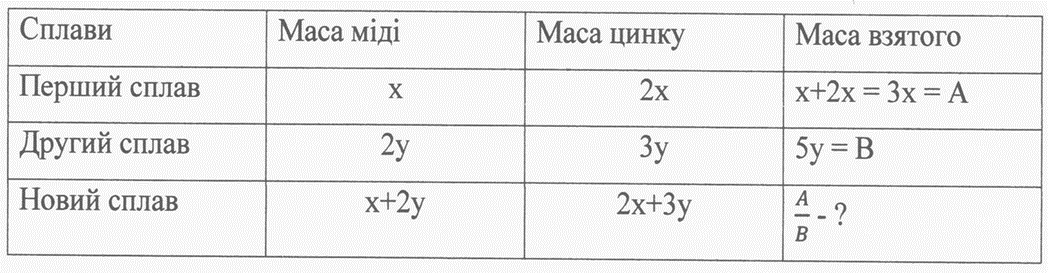 Сплави Маса міді Маса цинку Маса взятого
Перший сплав x 2x x+2x = 3x = A
Другий сплав 2y 3y 5y = B
Новий сплав x+2y 2x+3y A/B - ?